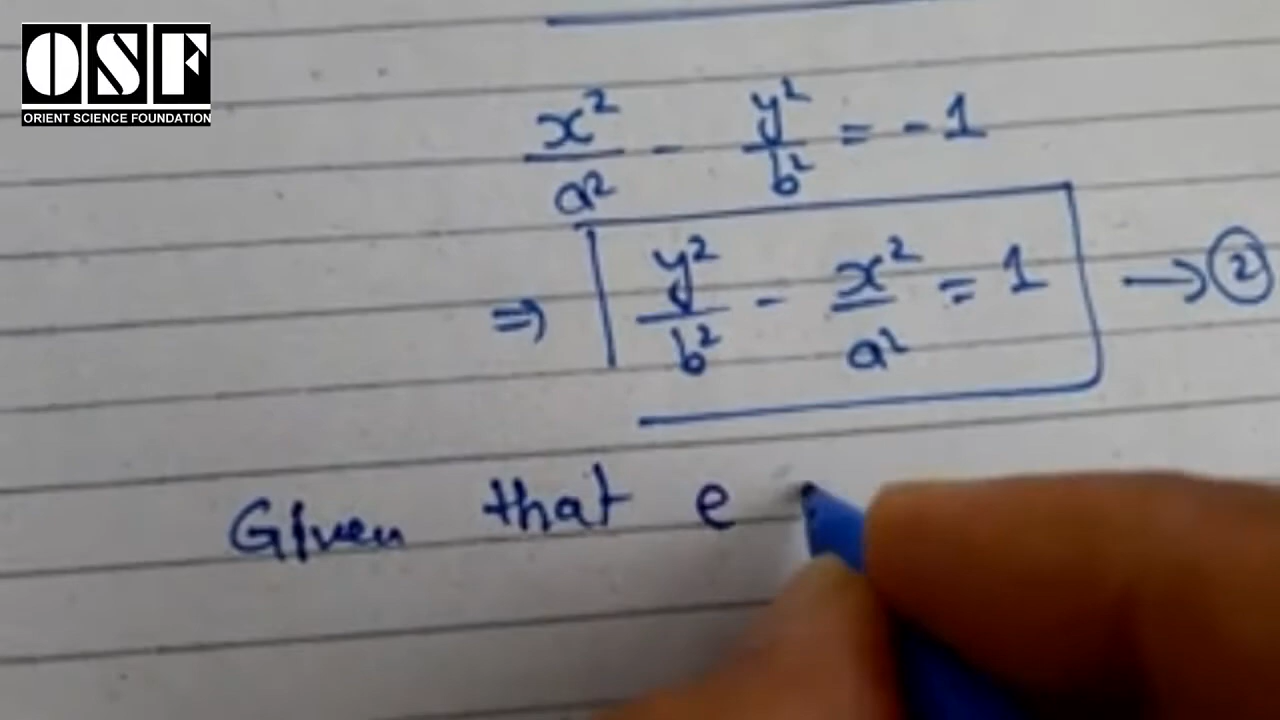 OSF
ORIENT SCIENCE FOUNDATION
x²/a² - y²/b² = -1
⇒ y²/b² - x²/a² = 1 → ②
Given that e